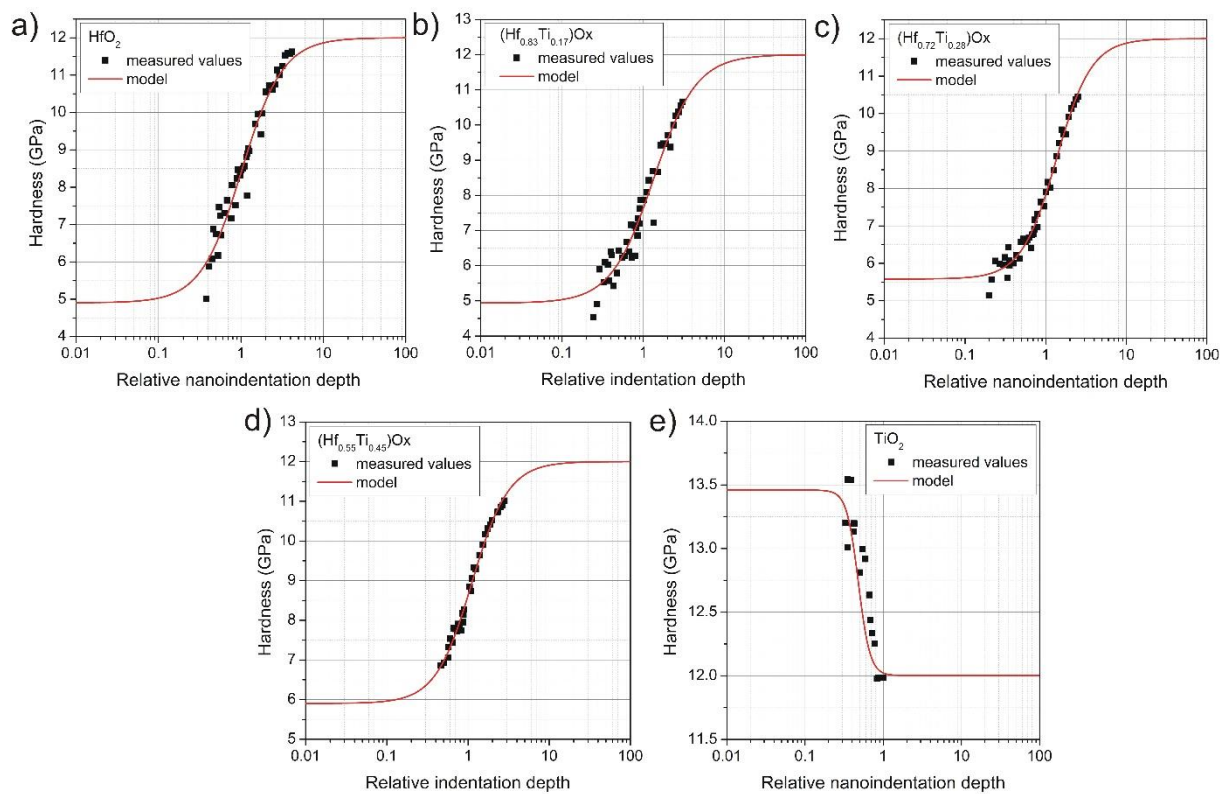 a)
HfO2
measured values
model
13
12
11
10
9
8
7
6
5
4
Hardness (GPa)
0.01 0.1 1 10 100
Relative nanoindentation depth
b)
(Hf0.83Ti0.17)Ox
measured values
model
13
12
11
10
9
8
7
6
5
4
Hardness (GPa)
0.01 0.1 1 10 100
Relative indentation depth
c)
(Hf0.72Ti0.28)Ox
measured values
model
12
10
8
6
4
Hardness (GPa)
0.01 0.1 1 10 100
Relative nanoindentation depth
d)
(Hf0.55Ti0.45)Ox
measured values
model
13
12
11
10
9
8
7
6
5
Hardness (GPa)
0.01 0.1 1 10 100
Relative indentation depth
e)
TiO2
measured values
model
14.0
13.5
13.0
12.5
12.0
11.5
Hardness (GPa)
0.01 0.1 1 10 100
Relative nanoindentation depth